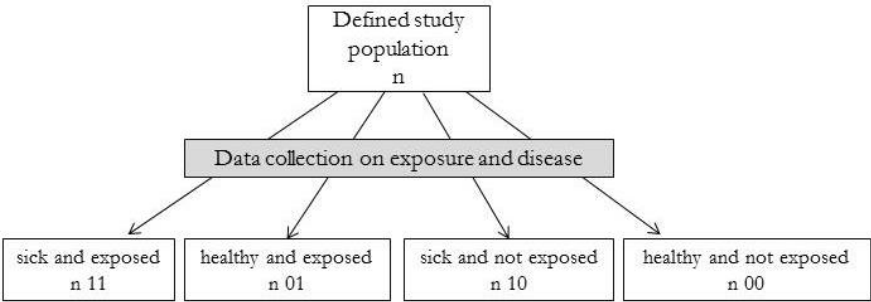 Defined study
population
n
Data collection on exposure and disease
sick and exposed
n 11
healthy and exposed
n 01
sick and not exposed
n 10
healthy and not exposed
n 00